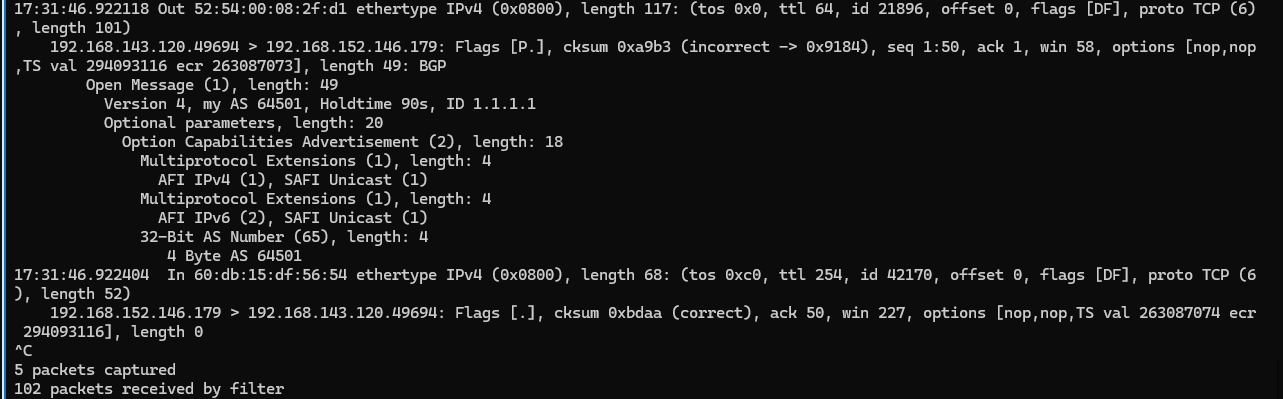 17:31:46.922118 Out 52:54:00:08:2f:d1 ethertype IPv4 (0x0800), length 117: (tos 0x0, ttl 64, id 21896, offset 0, flags [DF], proto TCP (6)
, length 101)
    192.168.143.120.49694 > 192.168.152.146.179: Flags [P.], cksum 0xa9b3 (incorrect -> 0x9184), seq 1:50, ack 1, win 58, options [nop,nop
,TS val 294093116 ecr 263087073], length 49: BGP
        Open Message (1), length: 49
          Version 4, my AS 64501, Holdtime 90s, ID 1.1.1.1
          Optional parameters, length: 20
            Option Capabilities Advertisement (2), length: 18
              Multiprotocol Extensions (1), length: 4
                AFI IPv4 (1), SAFI Unicast (1)
              Multiprotocol Extensions (1), length: 4
                AFI IPv6 (2), SAFI Unicast (1)
              32-Bit AS Number (65), length: 4
                 4 Byte AS 64501
17:31:46.922404  In 60:db:15:df:56:54 ethertype IPv4 (0x0800), length 68: (tos 0xc0, ttl 254, id 42170, offset 0, flags [DF], proto TCP (6
), length 52)
    192.168.152.146.179 > 192.168.143.120.49694: Flags [.], cksum 0xbdaa (correct), ack 50, win 227, options [nop,nop,TS val 263087074 ecr
 294093116], length 0
^C
5 packets captured
102 packets received by filter